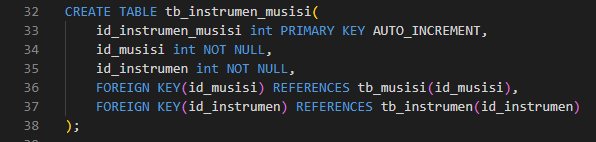 32 CREATE TABLE tb_instrumen_musisi(
33 id_instrumen_musisi int PRIMARY KEY AUTO_INCREMENT,
34 id_musisi int NOT NULL,
35 id_instrumen int NOT NULL,
36 FOREIGN KEY(id_musisi) REFERENCES tb_musisi(id_musisi),
37 FOREIGN KEY(id_instrumen) REFERENCES tb_instrumen(id_instrumen)
38 );